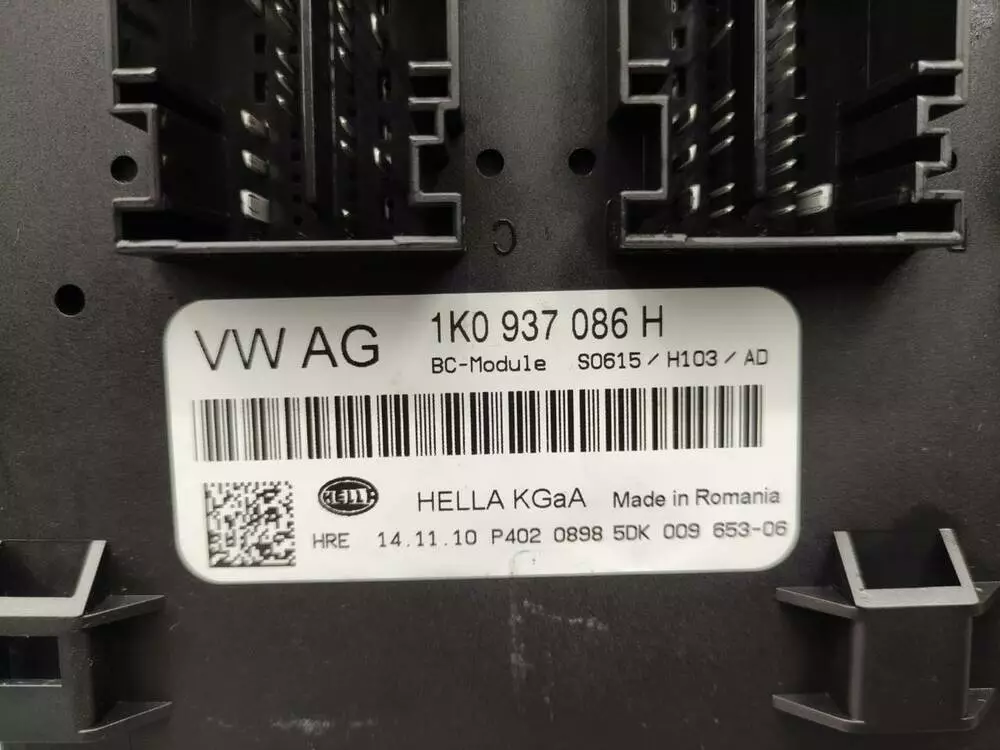 VW AG
1K0 937 086 H
BC-Module S0615 / H103 / AD
HELLA
HELLA KGaA Made in Romania
HRE 14.11.10 P402 0898 5DK 009 653-06